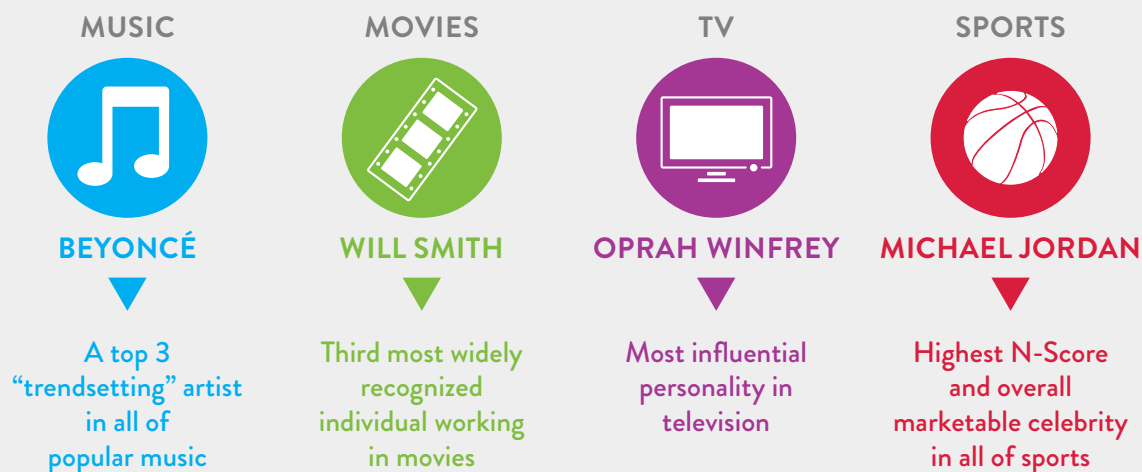 MUSIC
BEYONCÉ
A top 3
“trendsetting” artist
in all of
popular music
MOVIES
WILL SMITH
Third most widely
recognized
individual working
in movies
TV
OPRAH WINFREY
Most influential
personality in
television
SPORTS
MICHAEL JORDAN
Highest N-Score
and overall
marketable celebrity
in all of sports